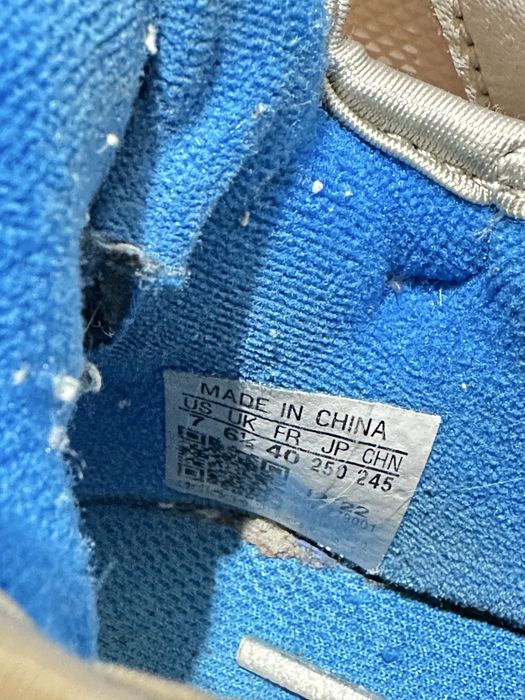 MADE IN CHINA
US UK FR JP CHN
7 6½ 40 250 245
12/22